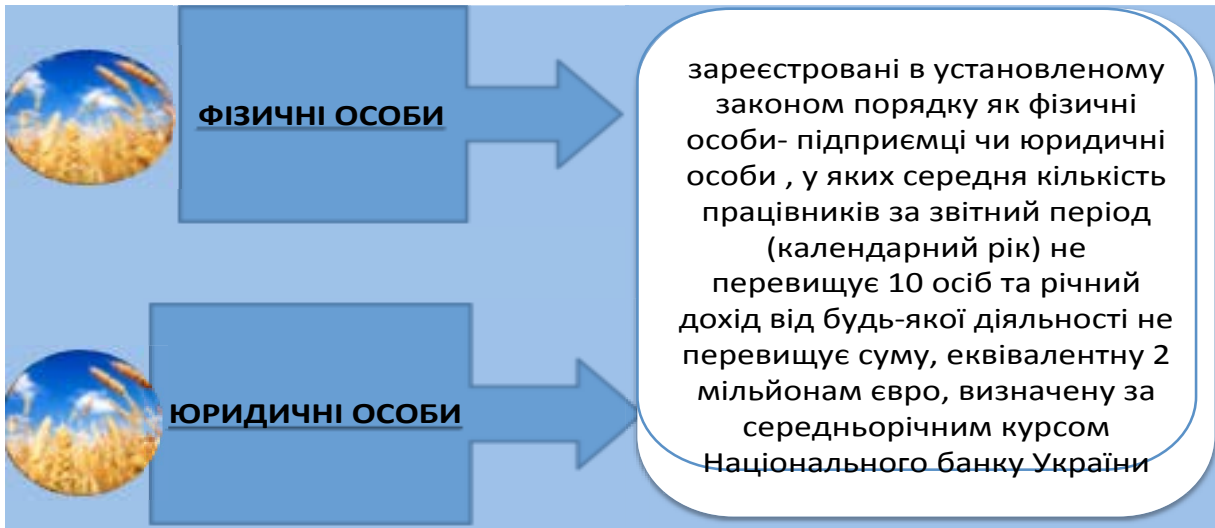 ФІЗИЧНІ ОСОБИ
ЮРИДИЧНІ ОСОБИ
зареєстровані в установленому
законом порядку як фізичні
особи- підприємці чи юридичні
особи , у яких середня кількість
працівників за звітний період
(календарний рік) не
перевищує 10 осіб та річний
дохід від будь-якої діяльності не
перевищує суму, еквівалентну 2
мільйонам євро, визначену за
середньорічним курсом
Національного банку України